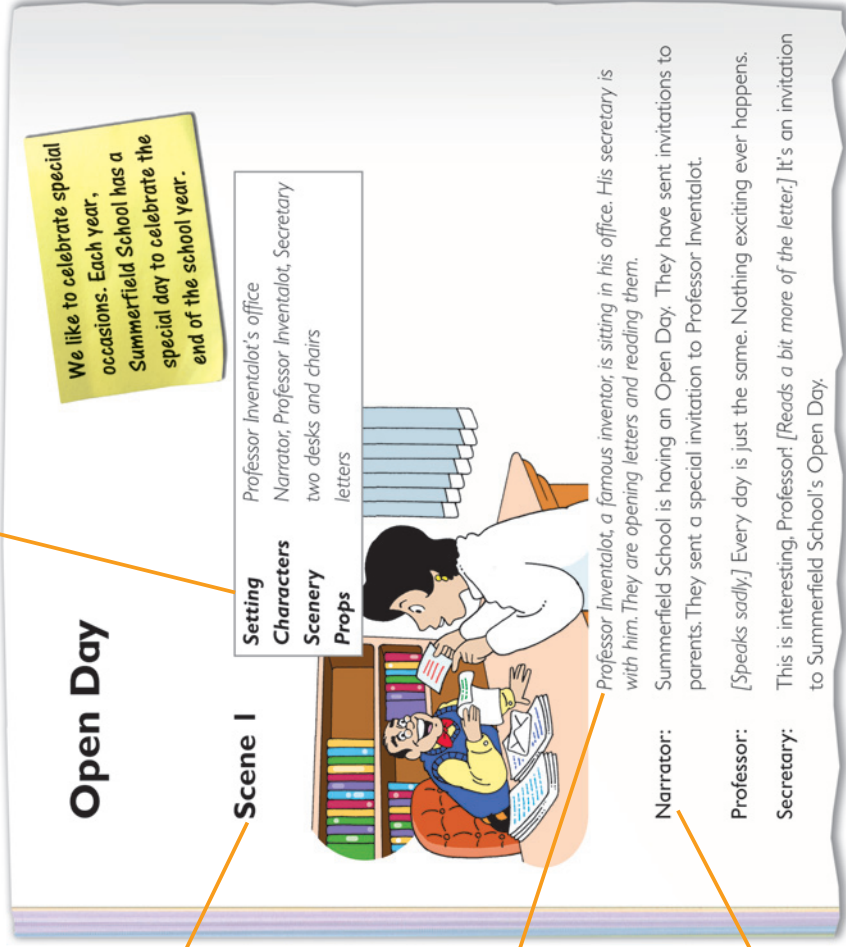 Open Day
We like to celebrate special
occasions. Each year,
Summerfield School has a
special day to celebrate the
end of the school year.
Scene 1
Setting Professor Inventalot's office
Characters Narrator, Professor Inventalot, Secretary
Scenery two desks and chairs
Props letters
Professor Inventalot, a famous inventor, is sitting in his office. His secretary is
with him. They are opening letters and reading them.
Narrator: Summerfield School is having an Open Day. They have sent invitations to
parents. They sent a special invitation to Professor Inventalot.
Professor: [Speaks sadly.] Every day is just the same. Nothing exciting ever happens.
Secretary: This is interesting, Professor! [Reads a bit more of the letter.] It's an invitation
to Summerfield School's Open Day.